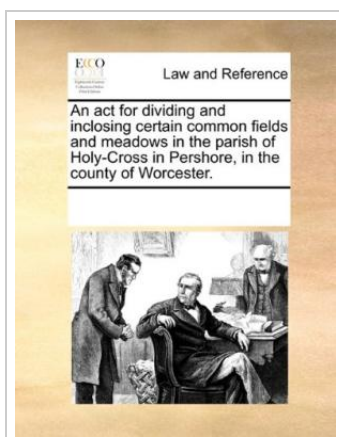 ECCO
Law and Reference
An act for dividing and
inclosing certain common fields
and meadows in the parish of
Holy-Cross in Pershore, in the
county of Worcester.